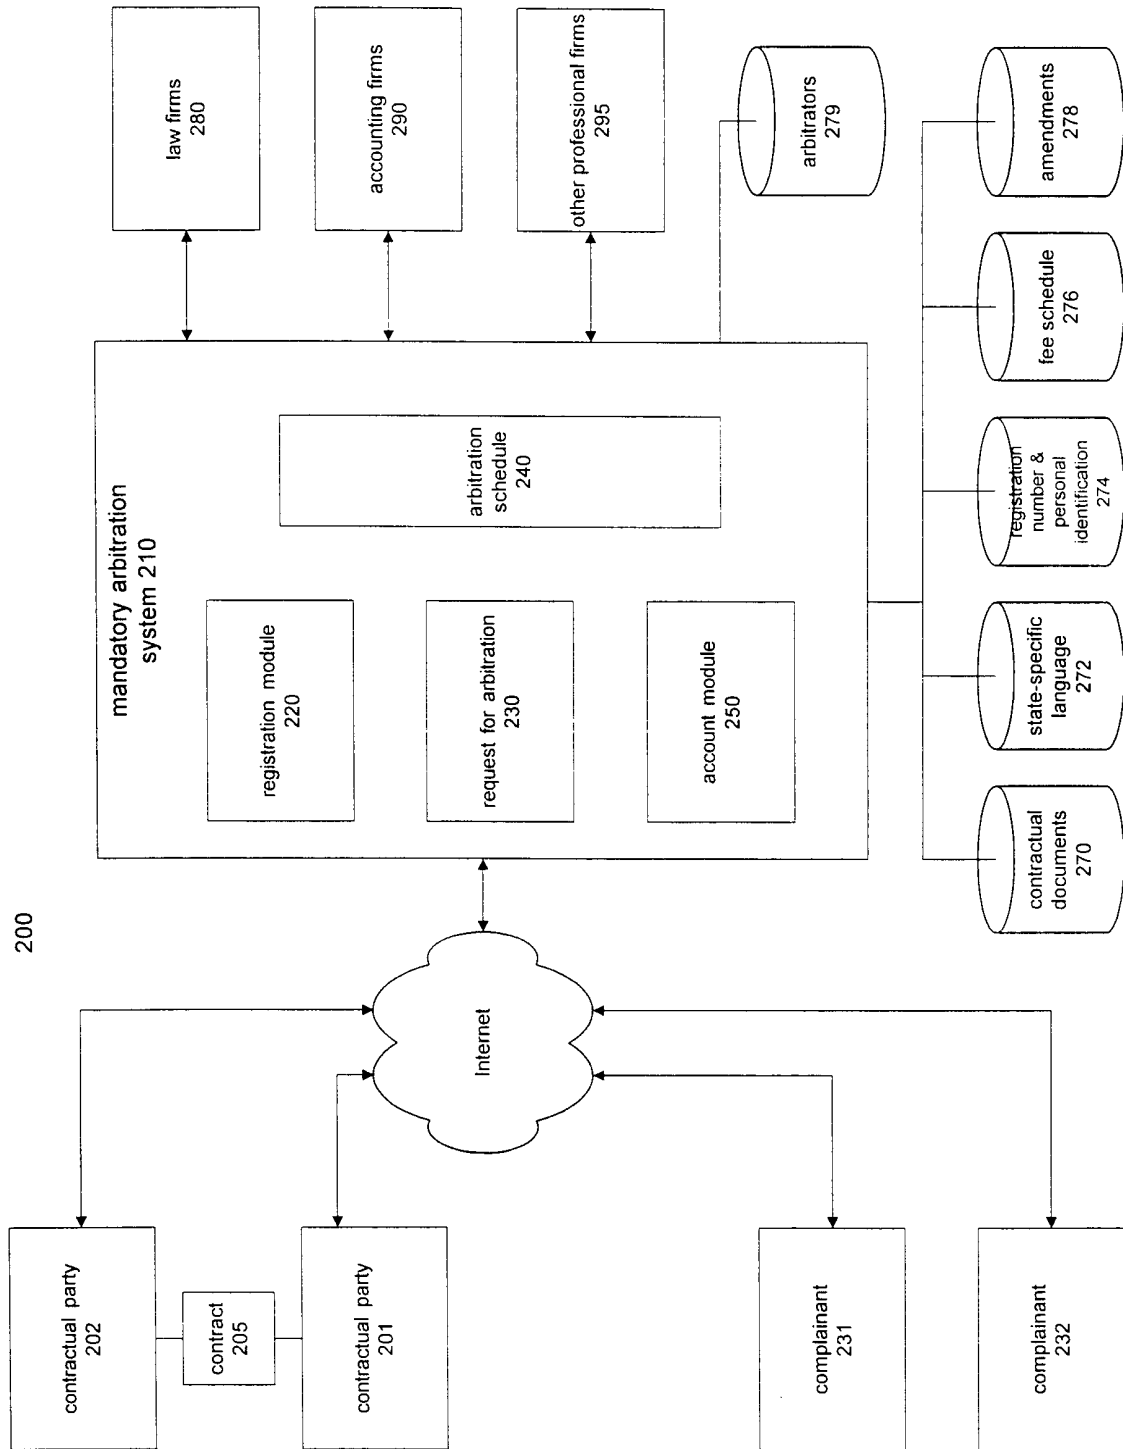 200
contractual party
202
contract
205
contractual party
201
complainant
231
complainant
232
Internet
mandatory arbitration
system 210
registration module
220
request for arbitration
230
account module
250
arbitration
schedule
240
law firms
280
accounting firms
290
other professional firms
295
arbitrators
279
contractual
documents
270
state-specific
language
272
registration
number &
personal
identification
274
fee schedule
276
amendments
278